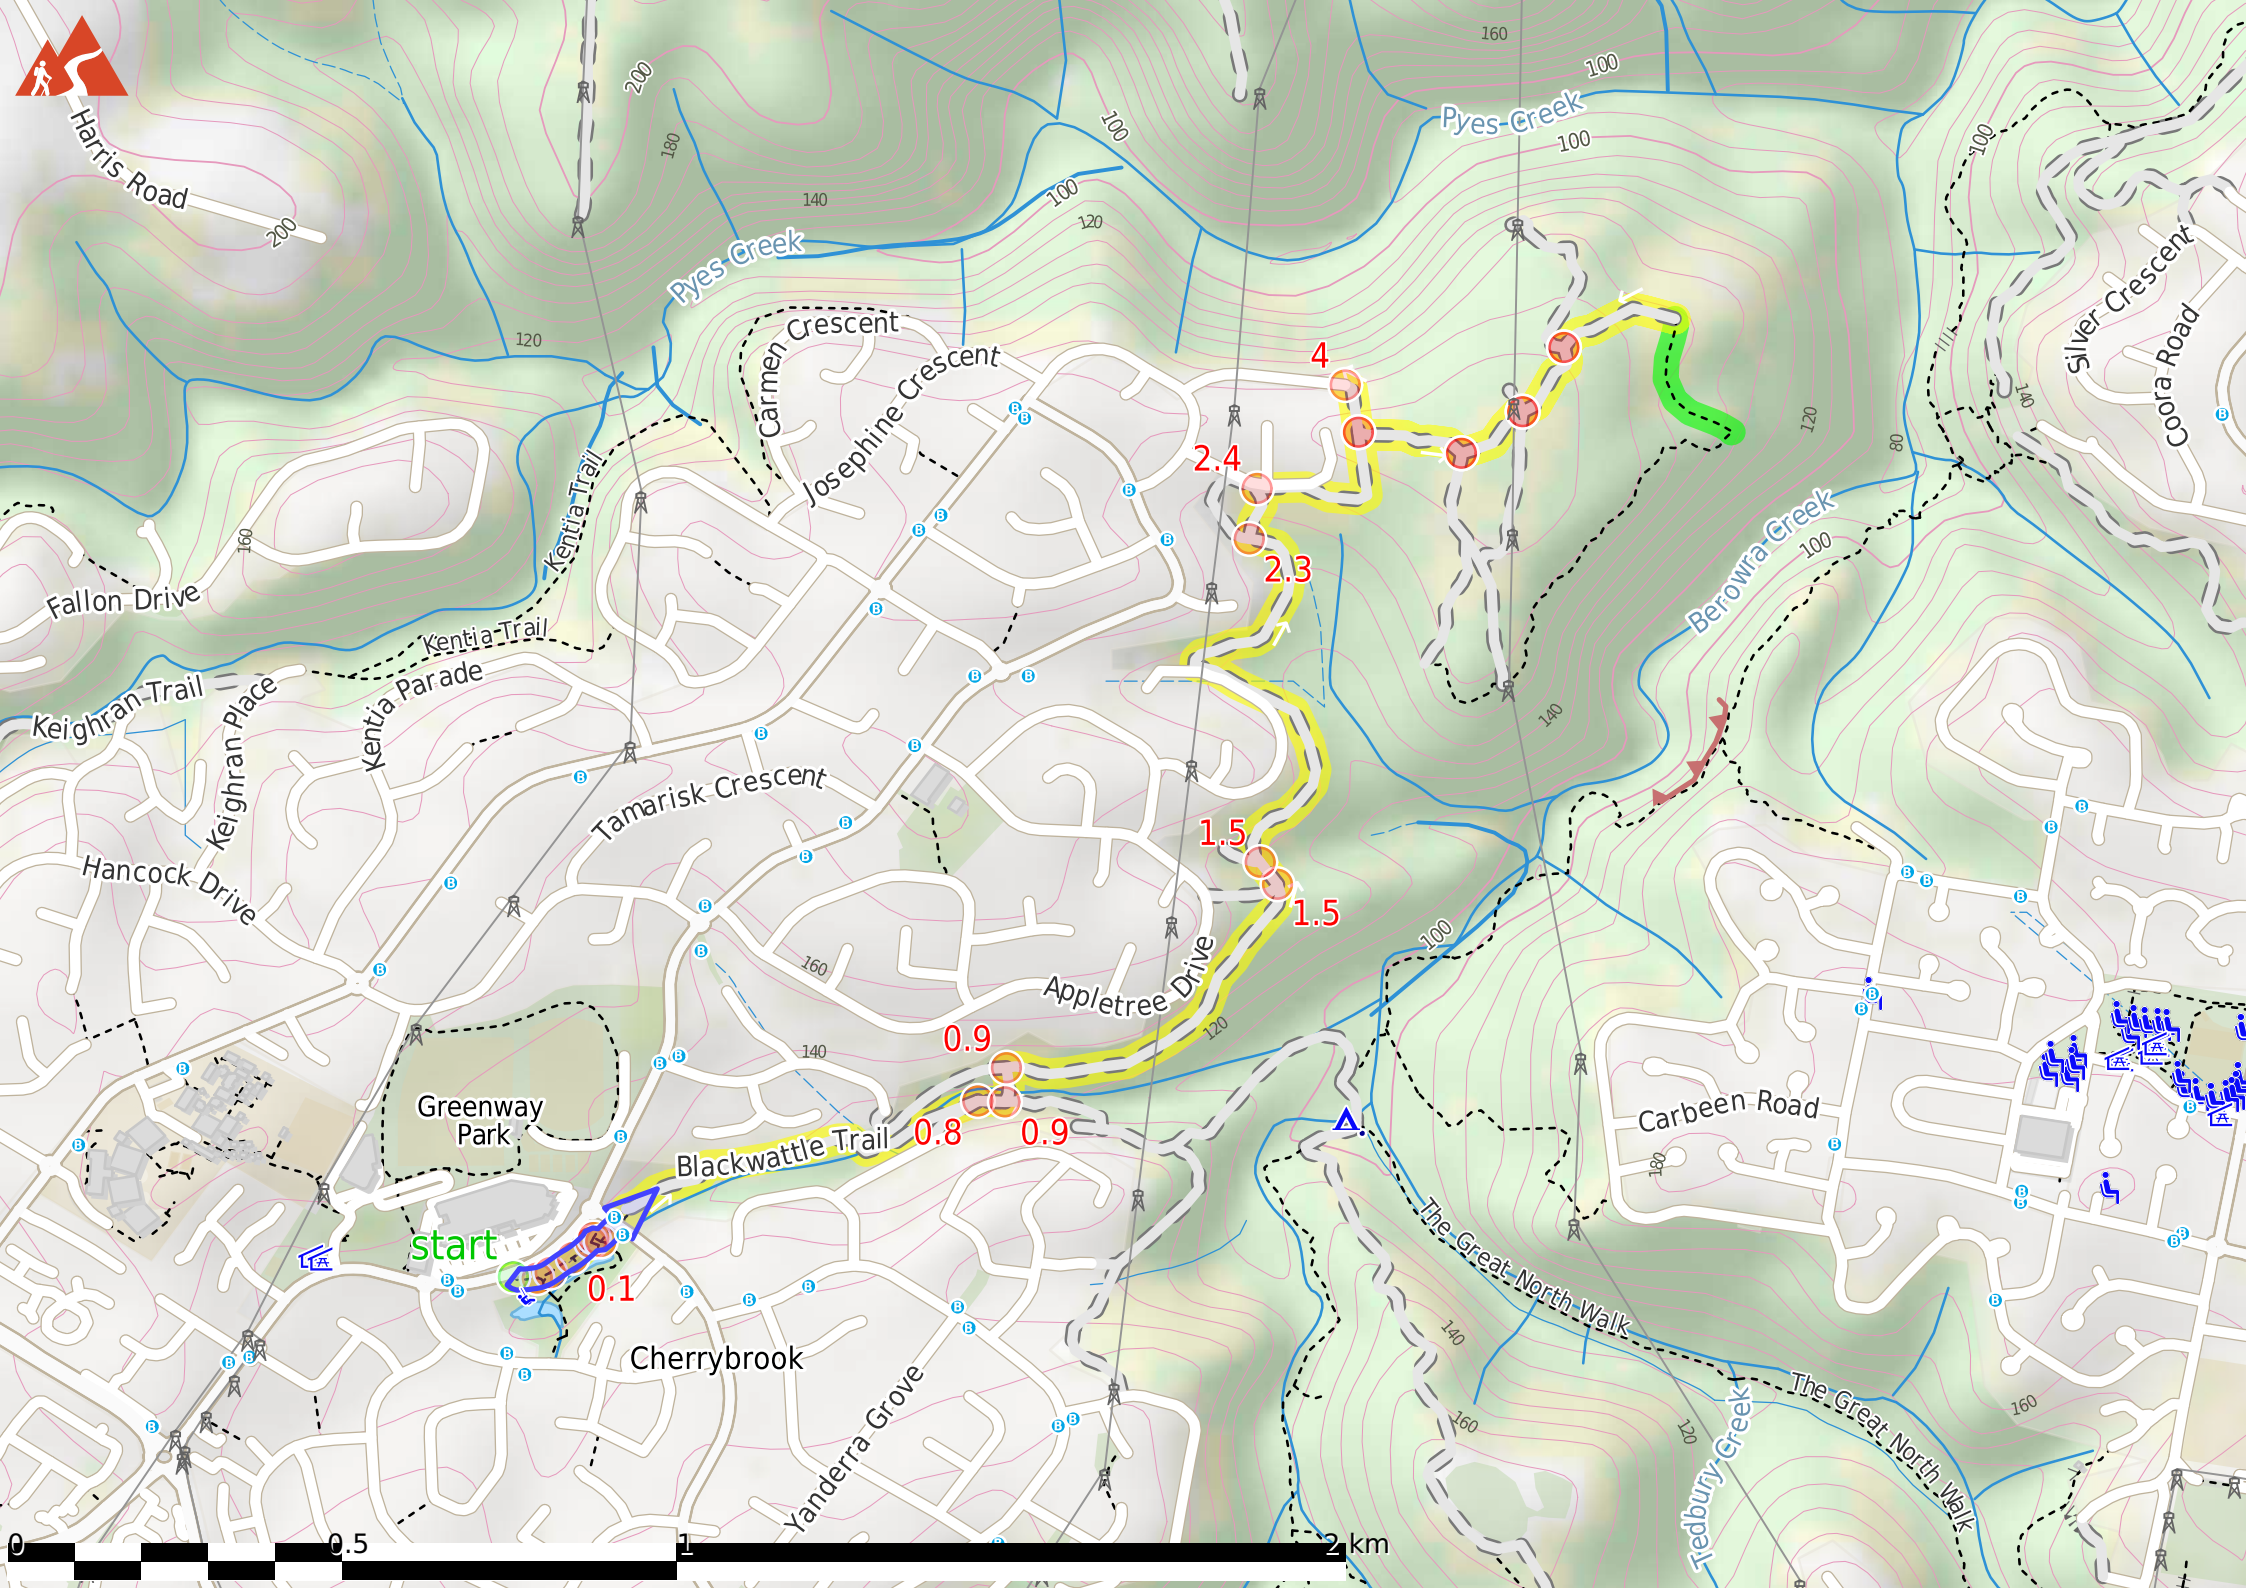 Harris Road
200
200
180
140
100
120
100
160
100
Pyes Creek
100
100
Pyes Creek
120
Carmen Crescent
Josephine Crescent
4
2.4
2.3
Silver Crescent
Coora Road
140
120
80
Kentia Trail
160
Fallon Drive
Kentia Trail
Kentia Parade
Keighran Trail
Keighran Place
Berowra Creek
100
140
Tamarisk Crescent
Hancock Drive
1.5
1.5
160
Appletree Drive
100
120
140
0.9
Greenway
Park
0.8
0.9
Blackwattle Trail
Carbeen Road
180
start
0.1
The Great North Walk
Cherrybrook
140
The Great North Walk
160
160
120
Yanderra Grove
Tedbury Creek
0
0.5
1
2 km